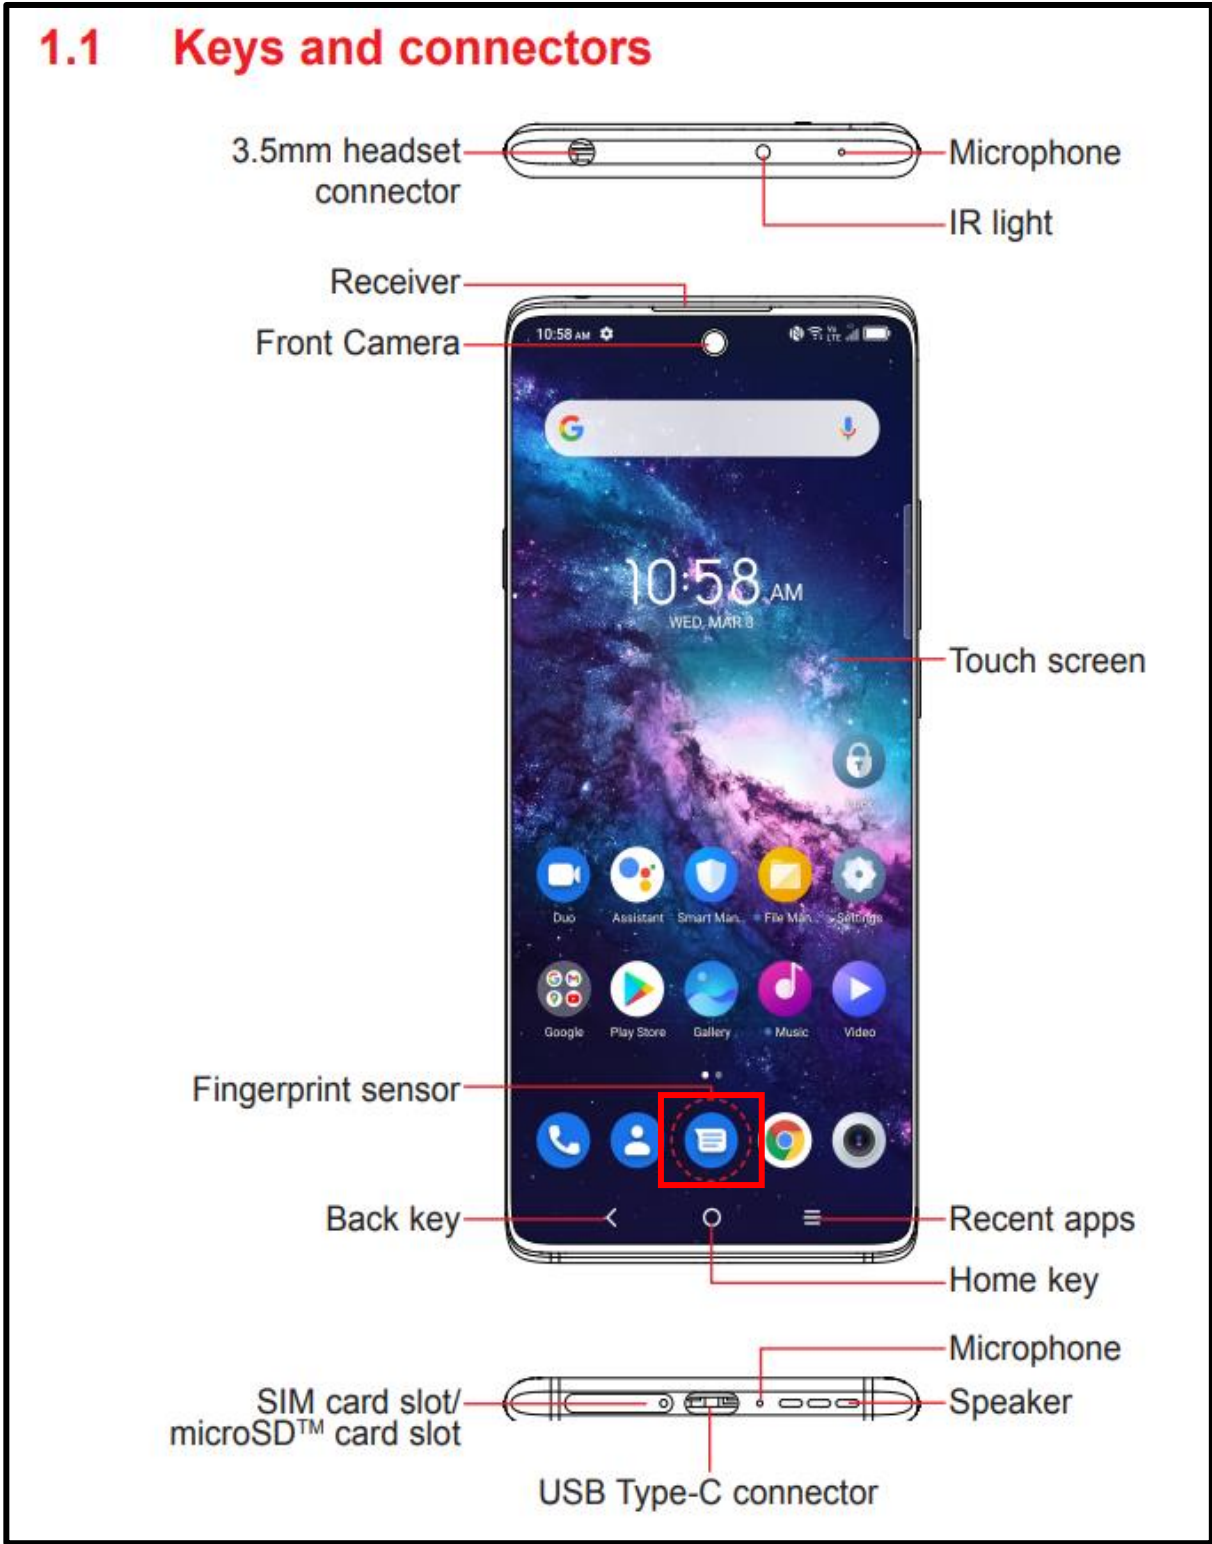 1.1 Keys and connectors
3.5mm headset
connector
Microphone
IR light
Receiver
Front Camera
10:58 AM
Vo
LTE
10:58 AM
WED, MAR 3
Touch screen
Duo
Assistant
Smart Man..
File Man..
Settings
Google
Play Store
Gallery
Music
Video
Fingerprint sensor
Back key
Recent apps
Home key
Microphone
SIM card slot/
microSD™ card slot
Speaker
USB Type-C connector